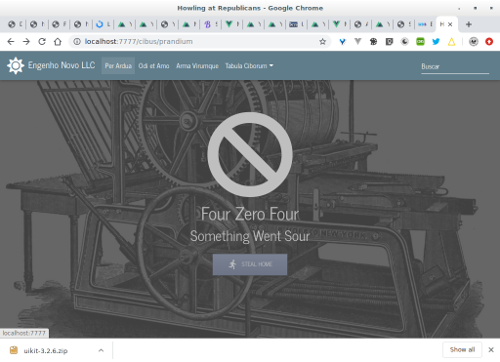 Howling at Republicans - Google Chrome
localhost:7777/cibus/prandium
Engenho Novo LLC
Per Ardua
Odi et Amo
Arma Virumque
Tabula Ciborum
Buscar
Four Zero Four
Something Went Sour
STEAL HOME
localhost:7777
uikit-3.2.6.zip
Show all